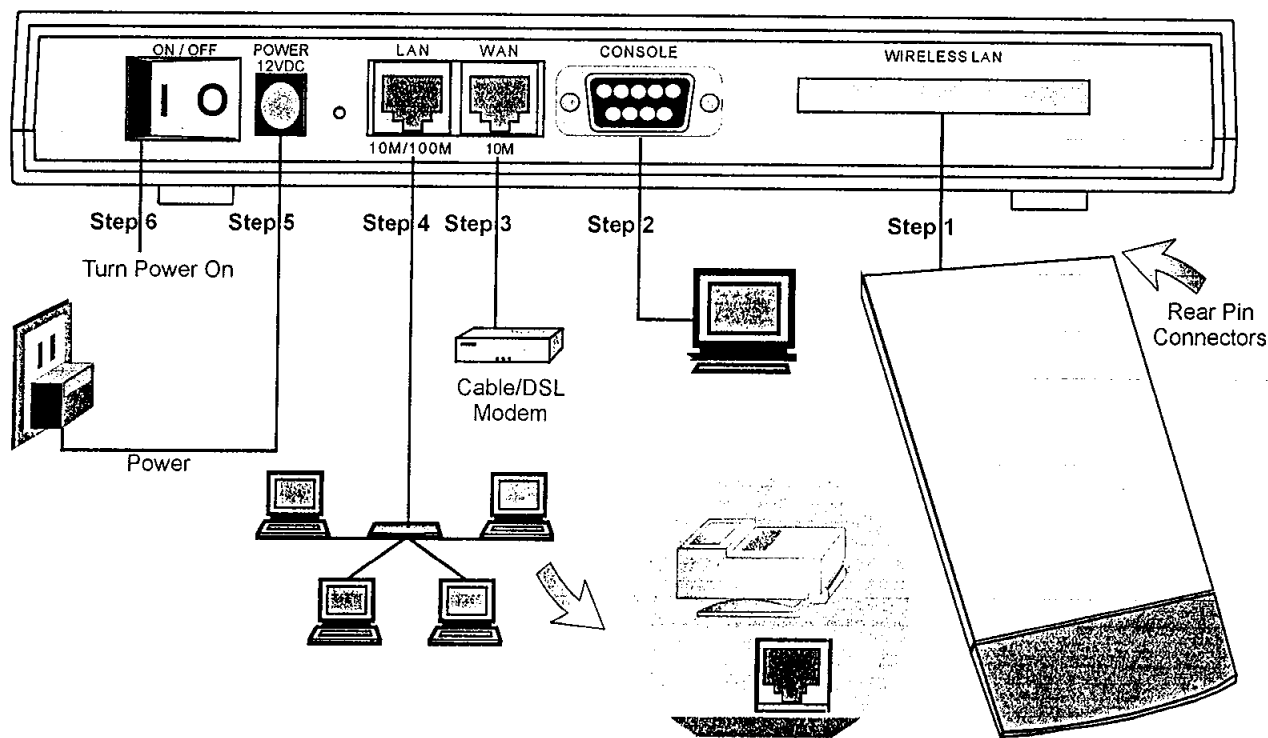 ON / OFF
POWER
12VDC
LAN
WAN
CONSOLE
WIRELESS LAN
10M/100M
10M
Step 6
Step 5
Step 4
Step 3
Step 2
Step 1
Turn Power On
Rear Pin
Connectors
Cable/DSL
Modem
Power